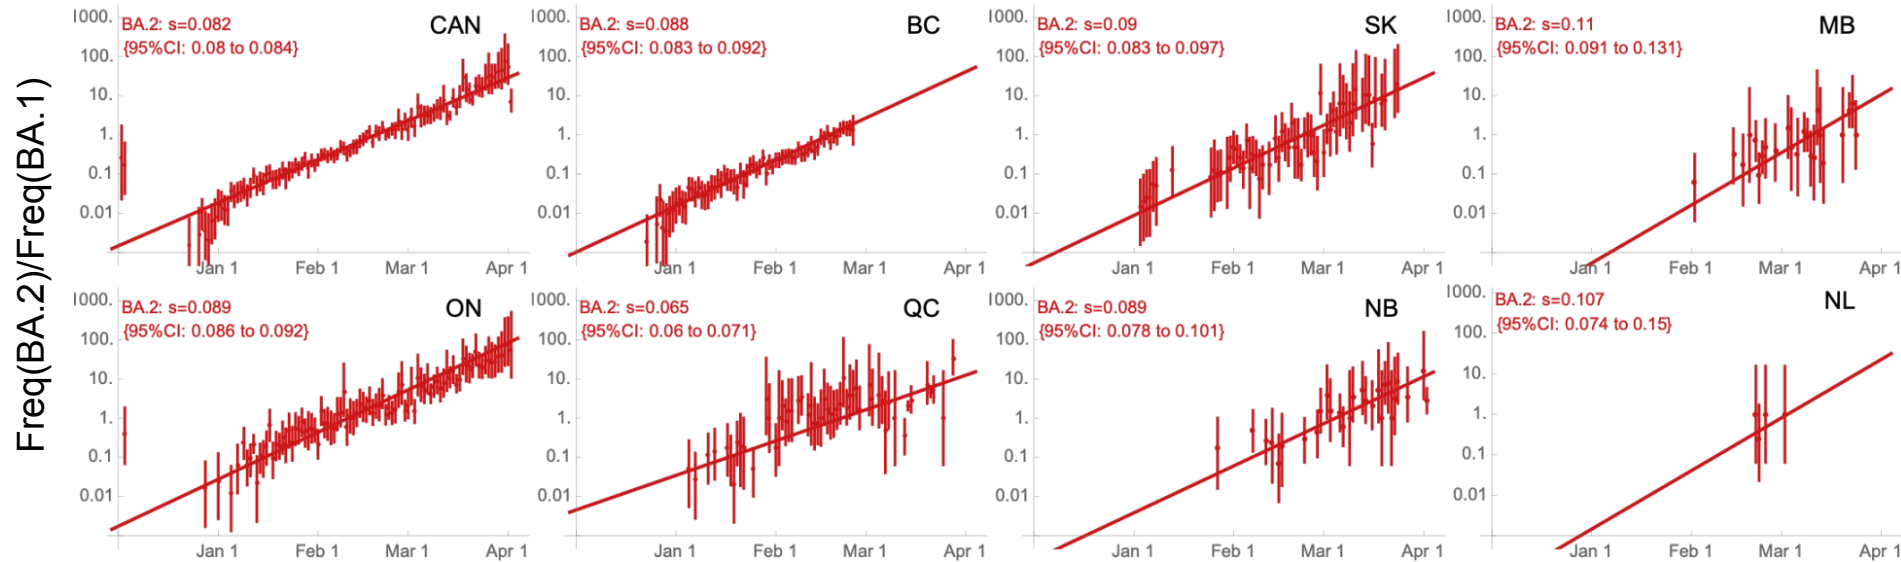 Freq(BA.2)/Freq(BA.1)
BA.2: s=0.082
{95%CI: 0.08 to 0.084}
CAN
1000.
100.
10.
1.
0.1
0.01
Jan 1 Feb 1 Mar 1 Apr 1
BA.2: s=0.088
{95%CI: 0.083 to 0.092}
BC
1000.
100.
10.
1.
0.1
0.01
Jan 1 Feb 1 Mar 1 Apr 1
BA.2: s=0.09
{95%CI: 0.083 to 0.097}
SK
1000.
100.
10.
1.
0.1
0.01
Jan 1 Feb 1 Mar 1 Apr 1
BA.2: s=0.11
{95%CI: 0.091 to 0.131}
MB
1000.
100.
10.
1.
0.1
0.01
Jan 1 Feb 1 Mar 1 Apr 1
BA.2: s=0.089
{95%CI: 0.086 to 0.092}
ON
1000.
100.
10.
1.
0.1
0.01
Jan 1 Feb 1 Mar 1 Apr 1
BA.2: s=0.065
{95%CI: 0.06 to 0.071}
QC
1000.
100.
10.
1.
0.1
0.01
Jan 1 Feb 1 Mar 1 Apr 1
BA.2: s=0.089
{95%CI: 0.078 to 0.101}
NB
1000.
100.
10.
1.
0.1
0.01
Jan 1 Feb 1 Mar 1 Apr 1
BA.2: s=0.107
{95%CI: 0.074 to 0.15}
NL
1000.
100.
10.
1.
0.1
0.01
Jan 1 Feb 1 Mar 1 Apr 1